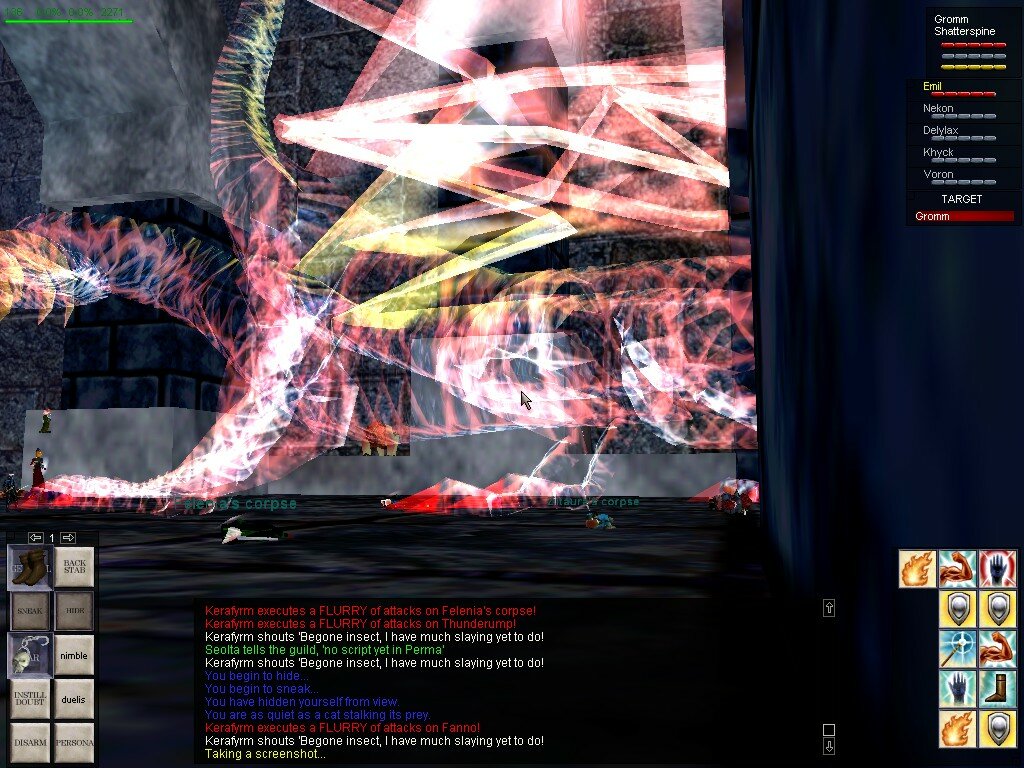 Gromm
Shatterspine
Emil
Nekon
Delylax
Khyck
Yoron
TARGET
Gromm
corpse
corpse
1
BACK
STAB
SNEAK
HIDE
nimble
INSTILL
DOUBT
duelis
DISARM
PERSONA
Kerafyrm executes a FLURRY of attacks on Felenia's corpse!
Kerafyrm executes a FLURRY of attacks on Thunderump!
Kerafyrm shouts 'Begone insect, I have much slaying yet to do!
Seolta tells the guild, 'no script yet in Perma'
Kerafyrm shouts 'Begone insect, I have much slaying yet to do!
You begin to hide...
You begin to sneak...
You have hidden yourself from view.
You are as quiet as a cat stalking its prey.
Kerafyrm executes a FLURRY of attacks on Fanno!
Kerafyrm shouts 'Begone insect, I have much slaying yet to do!
Taking a screenshot...